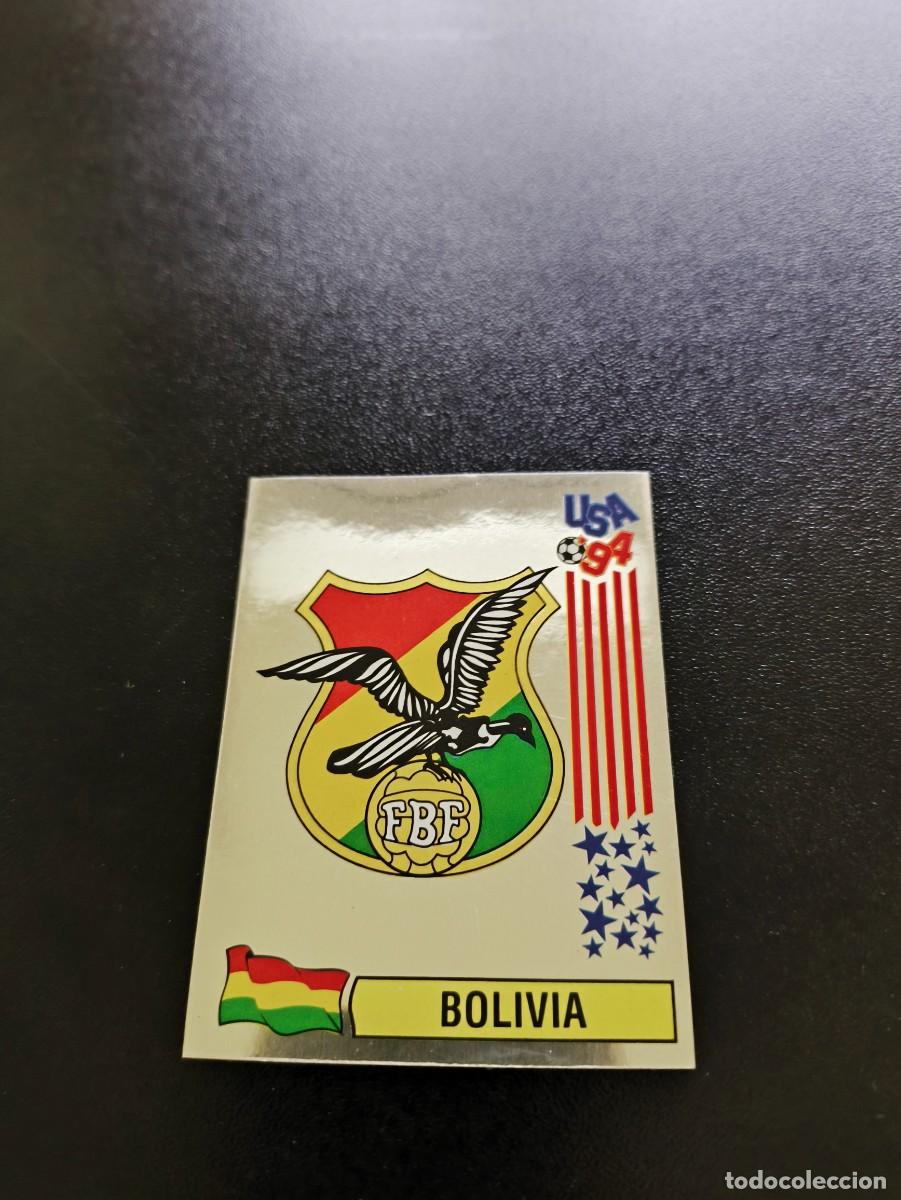 USA
94
FBF
BOLIVIA
todocoleccion